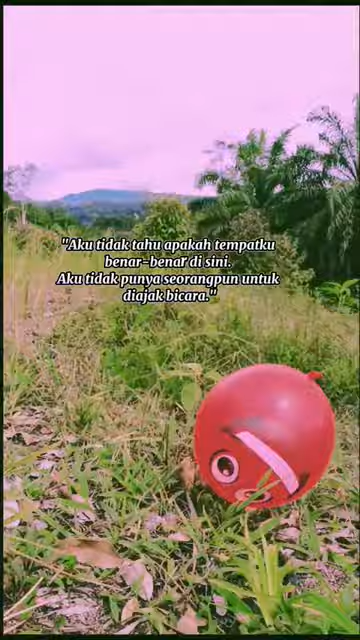 "Aku tidak tahu apakah tempatku
benar-benar di sini.
Aku tidak punya seorangpun untuk
diajak bicara."